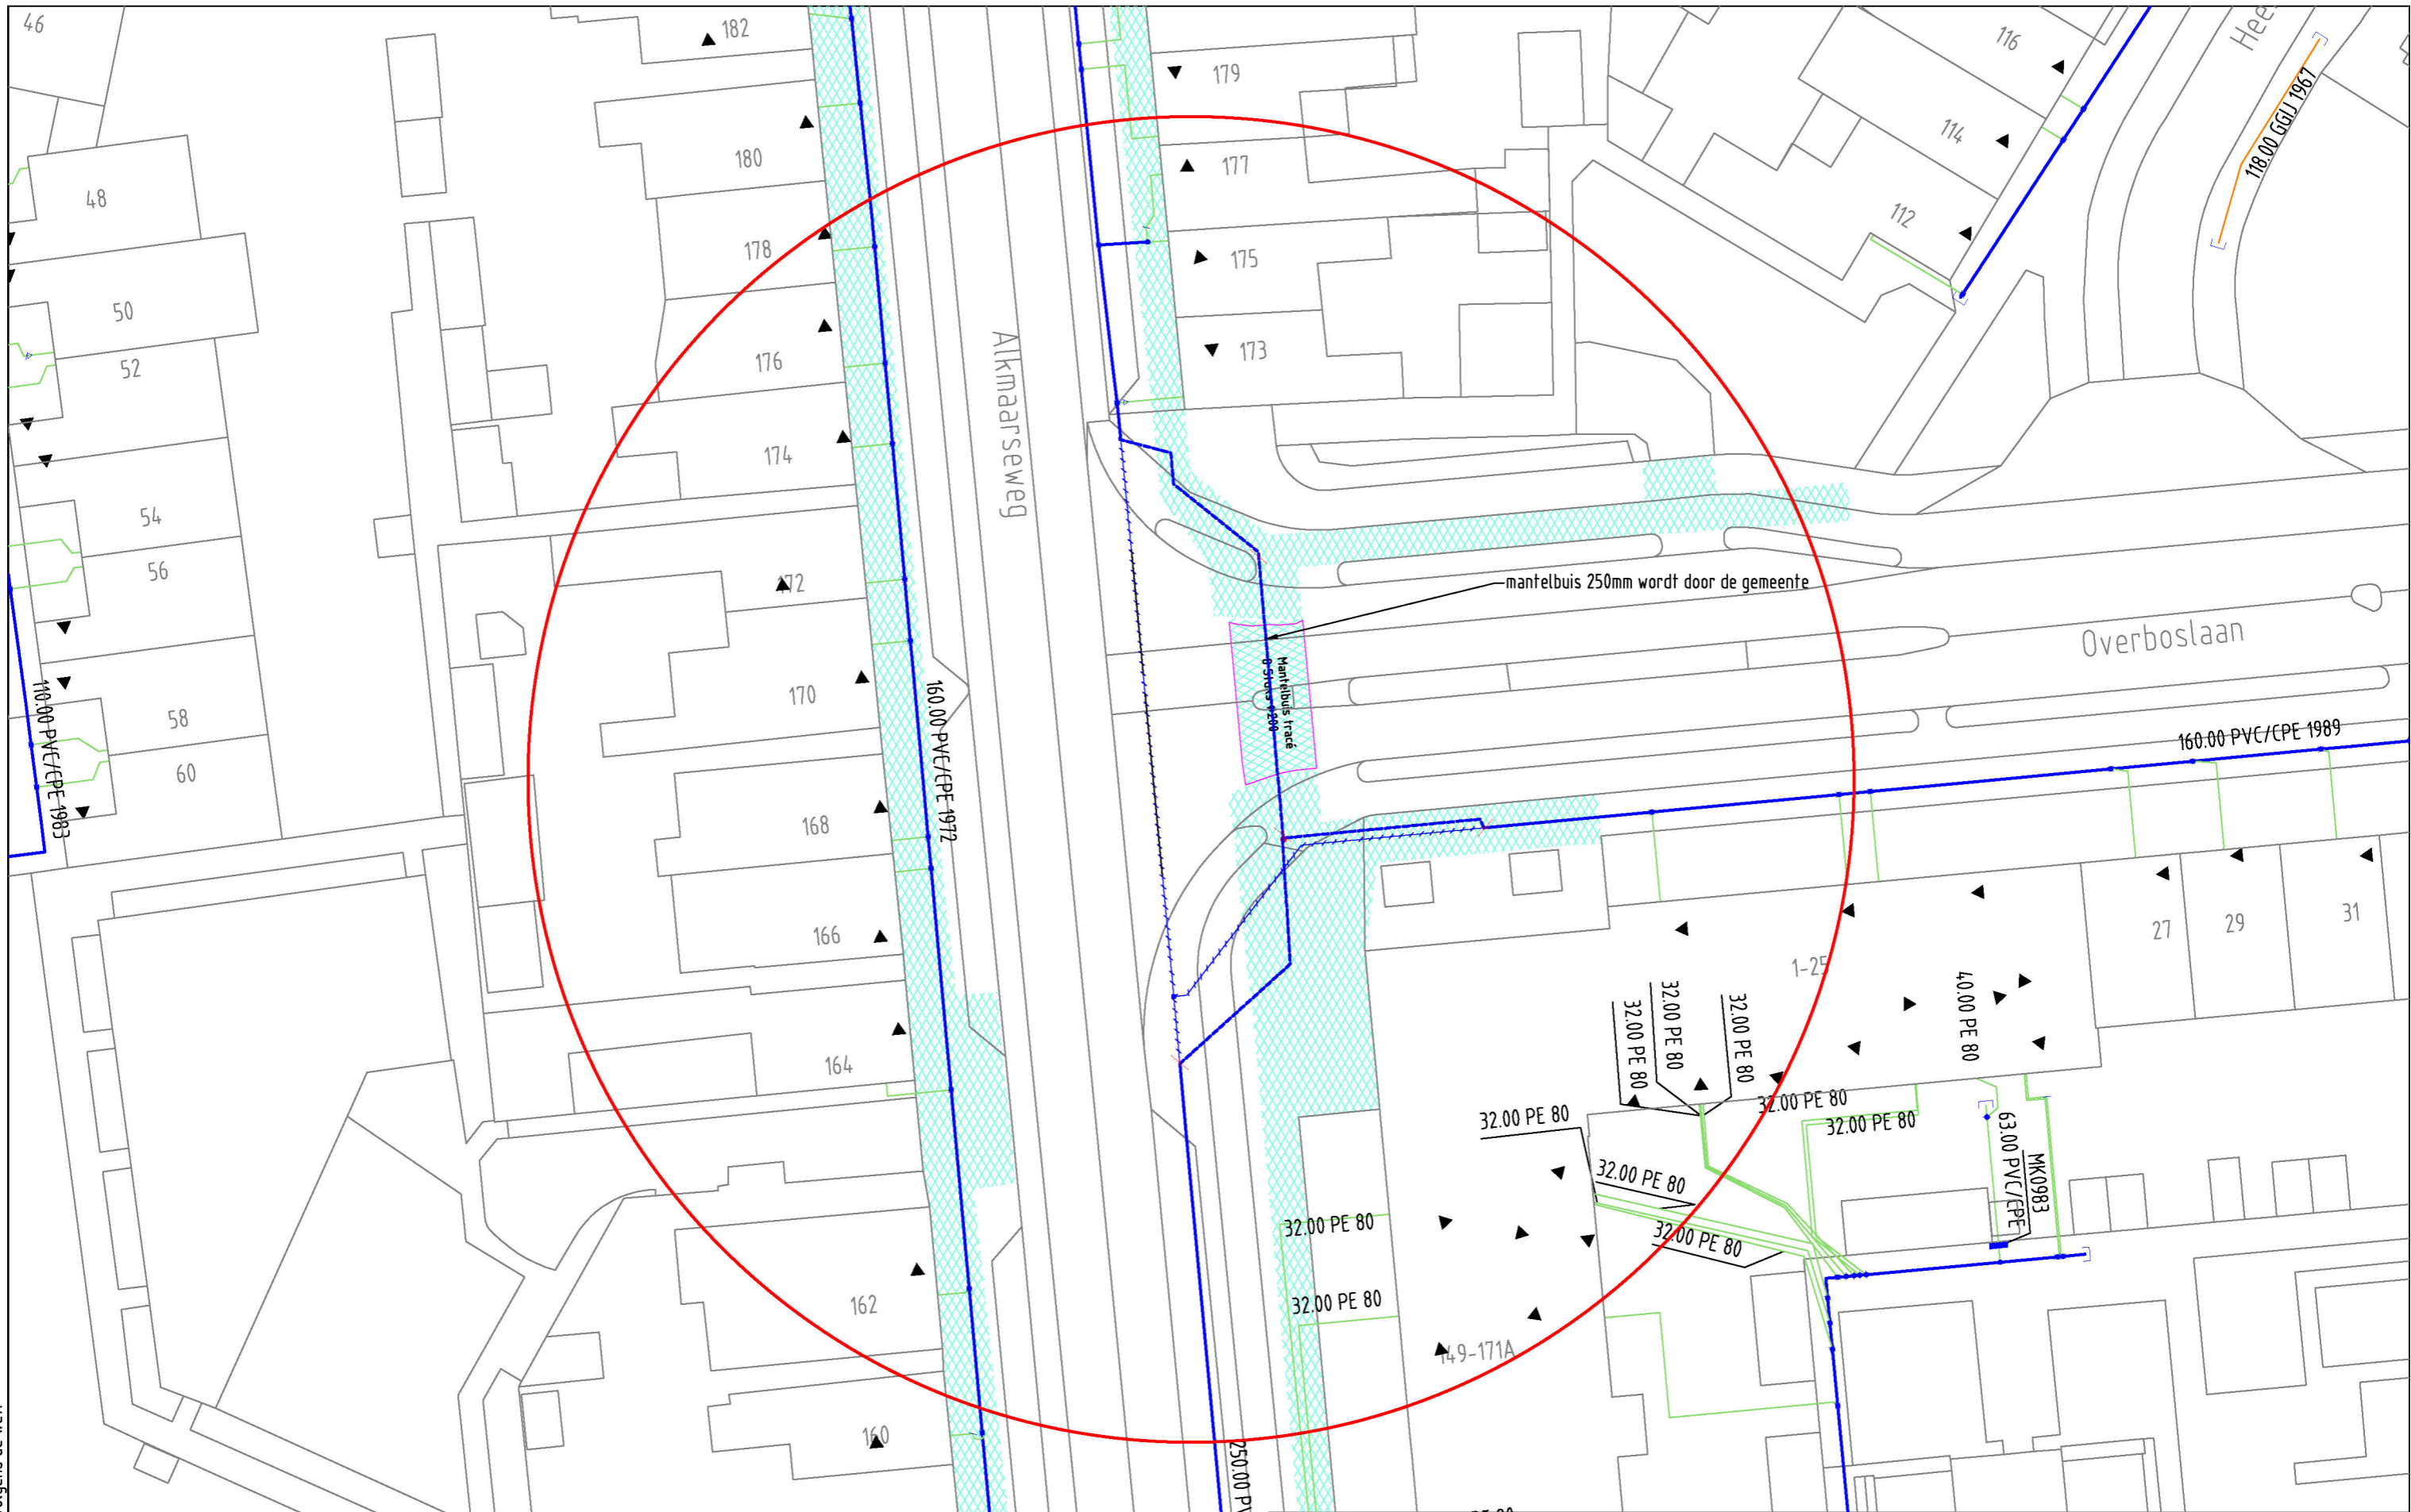 46
182
179
116
Hee
118.00 GGIJ 1967
180
177
114
48
178
175
112
50
176
173
52
Alkmaarseweg
174
54
56
172
mantelbuis 250mm wordt door de gemeente
Overboslaan
Mantelbuis tracé
110.00 PVC/CPE 1983
58
170
160.00 PVC/CPE 1972
160.00 PVC/CPE 1989
60
168
166
27
29
31
1-25
40.00 PE 80
32.00 PE 80
32.00 PE 80
32.00 PE 80
164
32.00 PE 80
32.00 PE 80
32.00 PE 80
63.00 PVC/CPE
MK0983
32.00 PE 80
32.00 PE 80
32.00 PE 80
32.00 PE 80
162
149-171A
160
250.00 PV